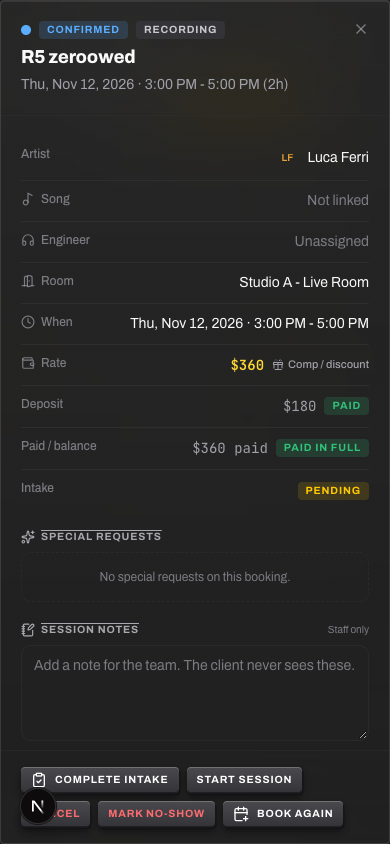 CONFIRMED RECORDING
R5 zeroowed
Thu, Nov 12, 2026 · 3:00 PM - 5:00 PM (2h)
Artist LF Luca Ferri
Song Not linked
Engineer Unassigned
Room Studio A - Live Room
When Thu, Nov 12, 2026 · 3:00 PM - 5:00 PM
Rate $360 Comp / discount
Deposit $180 PAID
Paid / balance $360 paid PAID IN FULL
Intake PENDING
SPECIAL REQUESTS
No special requests on this booking.
SESSION NOTES Staff only
Add a note for the team. The client never sees these.
COMPLETE INTAKE START SESSION
N CEL MARK NO-SHOW BOOK AGAIN